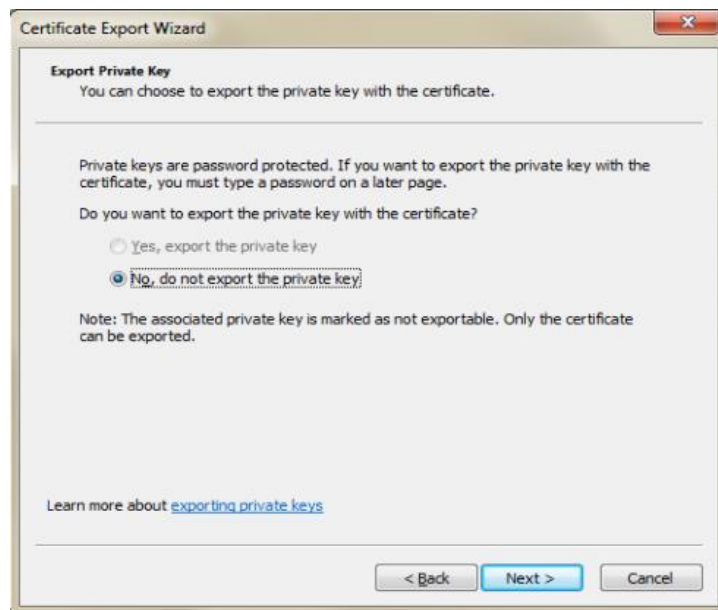 Certificate Export Wizard
Export Private Key
You can choose to export the private key with the certificate.
Private keys are password protected. If you want to export the private key with the
certificate, you must type a password on a later page.
Do you want to export the private key with the certificate?
Yes, export the private key
No, do not export the private key
Note: The associated private key is marked as not exportable. Only the certificate
can be exported.
Learn more about exporting private keys
< Back
Next >
Cancel